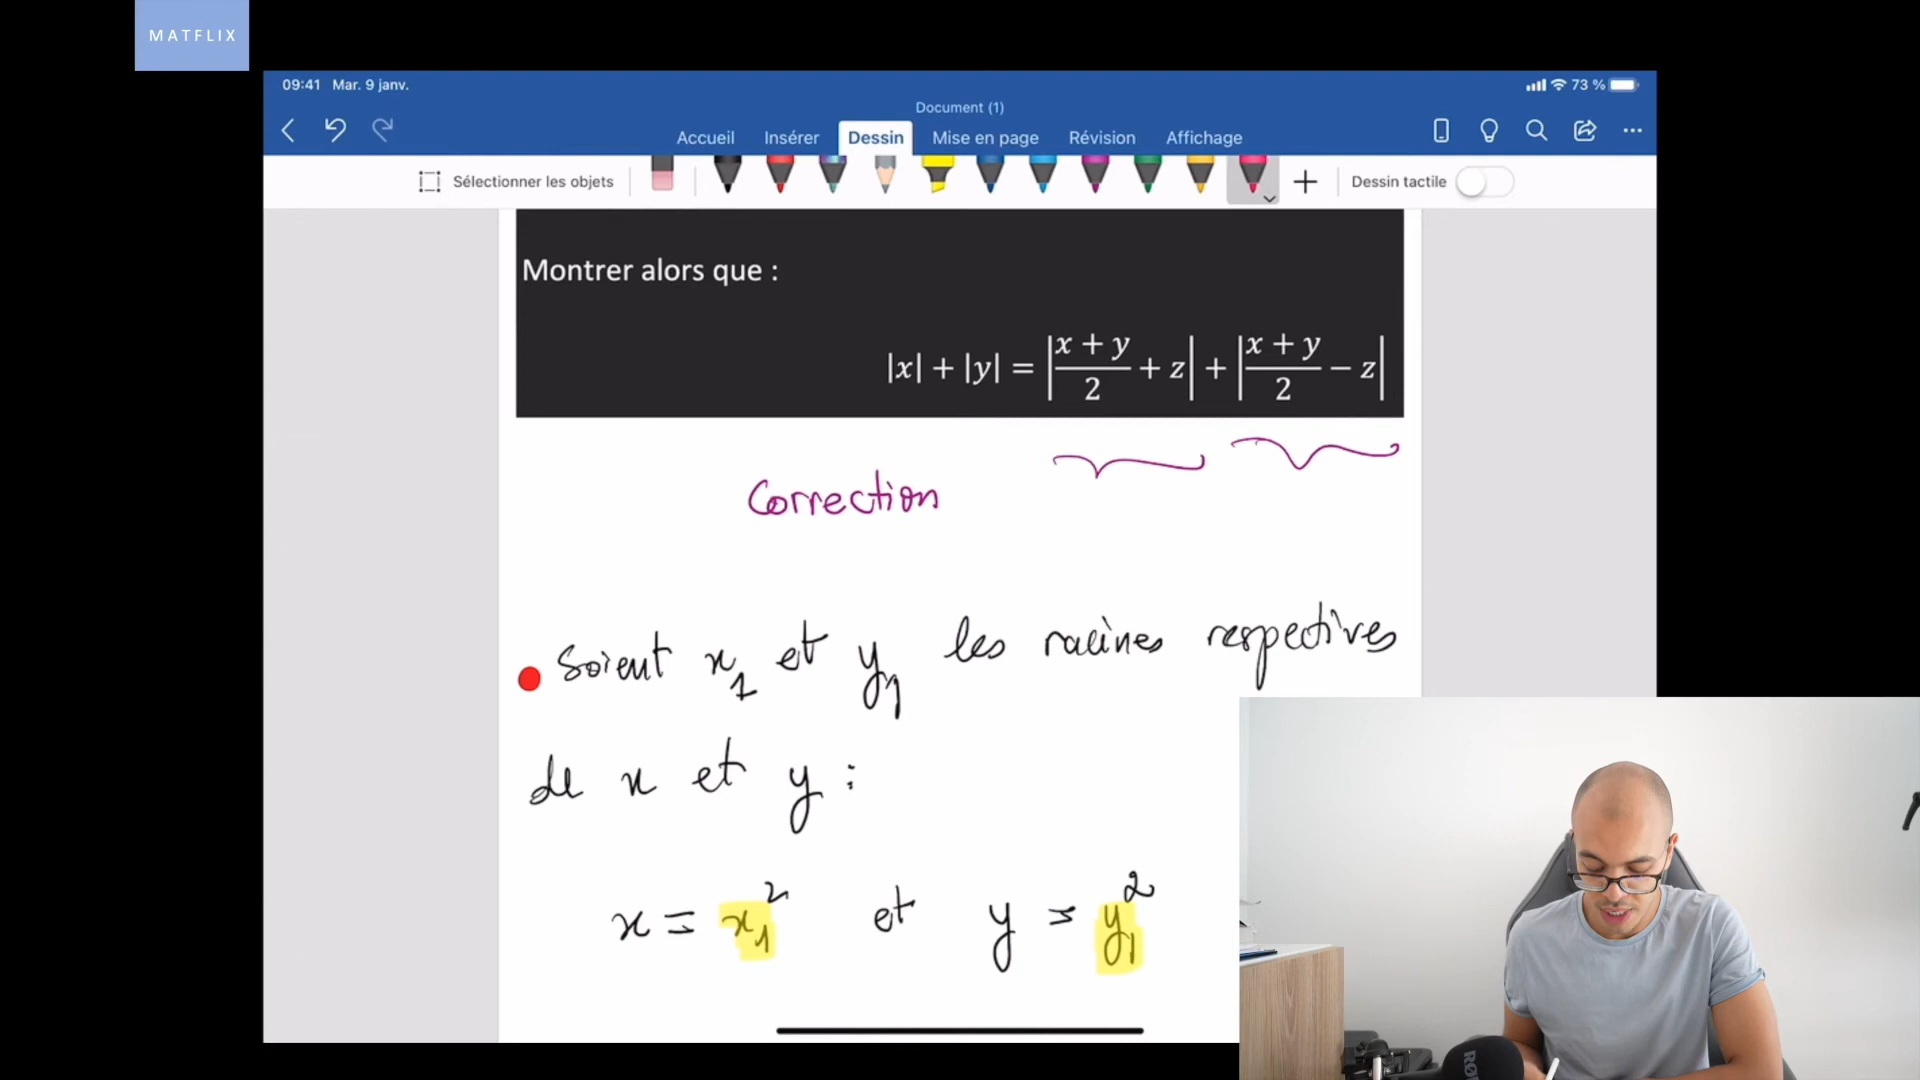 MATFLIX
09:41 Mar. 9 janv.
73 %
Document (1)
Accueil Insérer Dessin Mise en page Révision Affichage
Sélectionner les objets
Dessin tactile
Montrer alors que :
|x| + |y| = |(x + y)/2 + z| + |(x + y)/2 − z|
Correction
Soient x₁ et y₁ les racines respectives
de x et y :
x = x₁² et y = y₁²
RØ